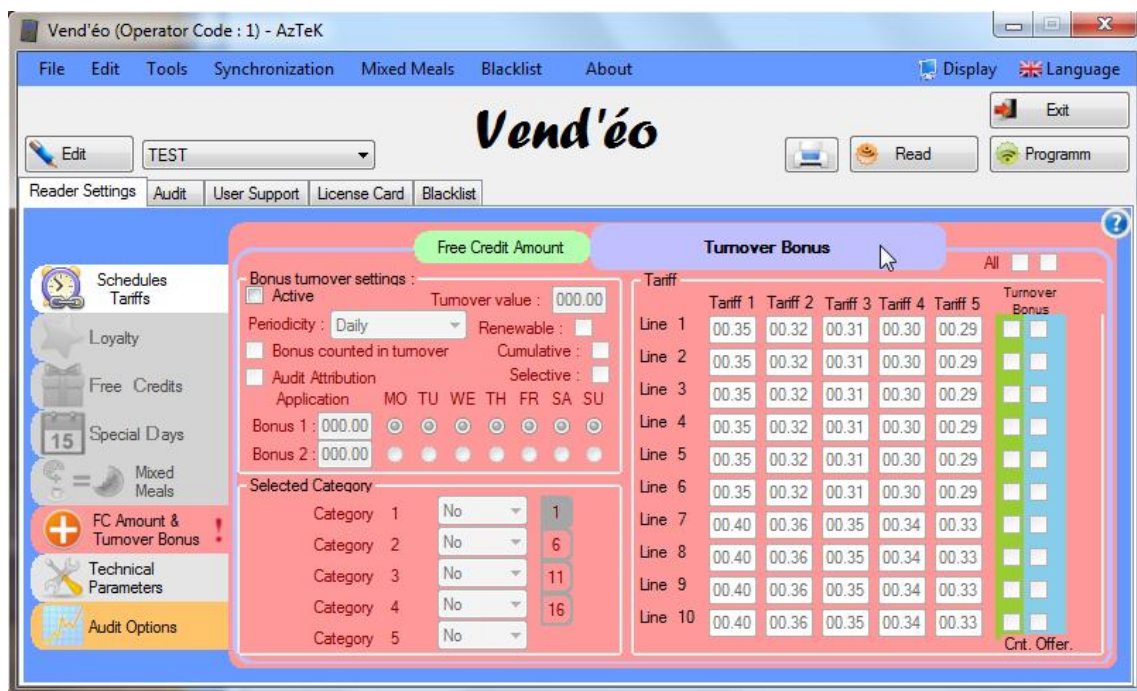 Vend'éo (Operator Code : 1) - AzTeK
File Edit Tools Synchronization Mixed Meals Blacklist About Display Language
Vend'éo
Exit
Edit TEST Read Programm
Reader Settings Audit User Support License Card Blacklist
Free Credit Amount Turnover Bonus
All
Schedules
Tariffs
Loyalty
Free Credits
15 Special Days
Mixed
Meals
FC Amount &
Turnover Bonus !
Technical
Parameters
Audit Options
Bonus turnover settings :
Active Turnover value : 000.00
Periodicity : Daily Renewable :
Bonus counted in turnover Cumulative :
Audit Attribution Selective :
Application MO TU WE TH FR SA SU
Bonus 1 : 000.00
Bonus 2 : 000.00
Selected Category
Category 1 No 1
Category 2 No 6
Category 3 No 11
Category 4 No 16
Category 5 No
Tariff
Tariff 1 Tariff 2 Tariff 3 Tariff 4 Tariff 5 Turnover
Bonus
Line 1 00.35 00.32 00.31 00.30 00.29
Line 2 00.35 00.32 00.31 00.30 00.29
Line 3 00.35 00.32 00.31 00.30 00.29
Line 4 00.35 00.32 00.31 00.30 00.29
Line 5 00.35 00.32 00.31 00.30 00.29
Line 6 00.35 00.32 00.31 00.30 00.29
Line 7 00.40 00.36 00.35 00.34 00.33
Line 8 00.40 00.36 00.35 00.34 00.33
Line 9 00.40 00.36 00.35 00.34 00.33
Line 10 00.40 00.36 00.35 00.34 00.33
Cnt. Offer.